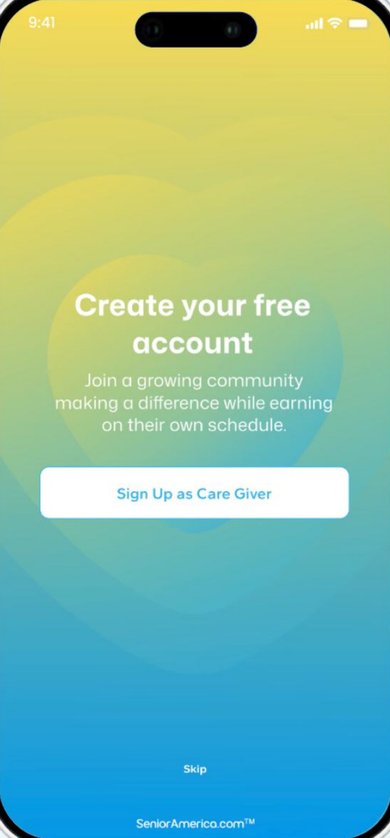 9:41
Create your free
account
Join a growing community
making a difference while earning
on their own schedule.
Sign Up as Care Giver
Skip
SeniorAmerica.com™